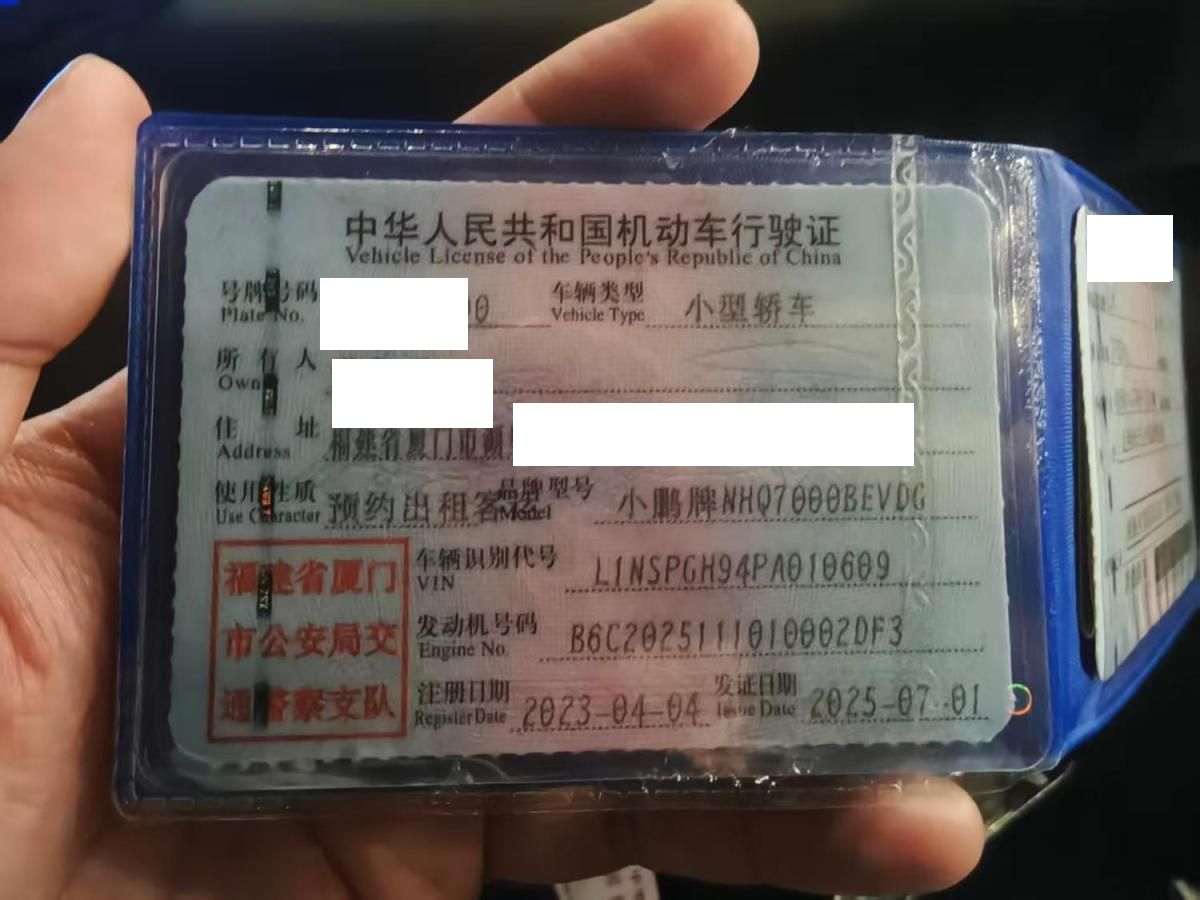 中华人民共和国机动车行驶证
Vehicle License of the People's Republic of China
号牌号码
Plate No.
车辆类型
Vehicle Type
小型轿车
所有人
住址
Address
福建省厦门市
使用性质
Use Character
预约出租客
品牌型号
Model
小鹏牌NHQ7000BEVDG
车辆识别代号
VIN
L1NSPGH94PA010609
发动机号码
Engine No.
B6C2025111010002DF3
注册日期
Register Date
2023-04-04
发证日期
Issue Date
2025-07-01
福建省厦门
市公安局交
通警察支队